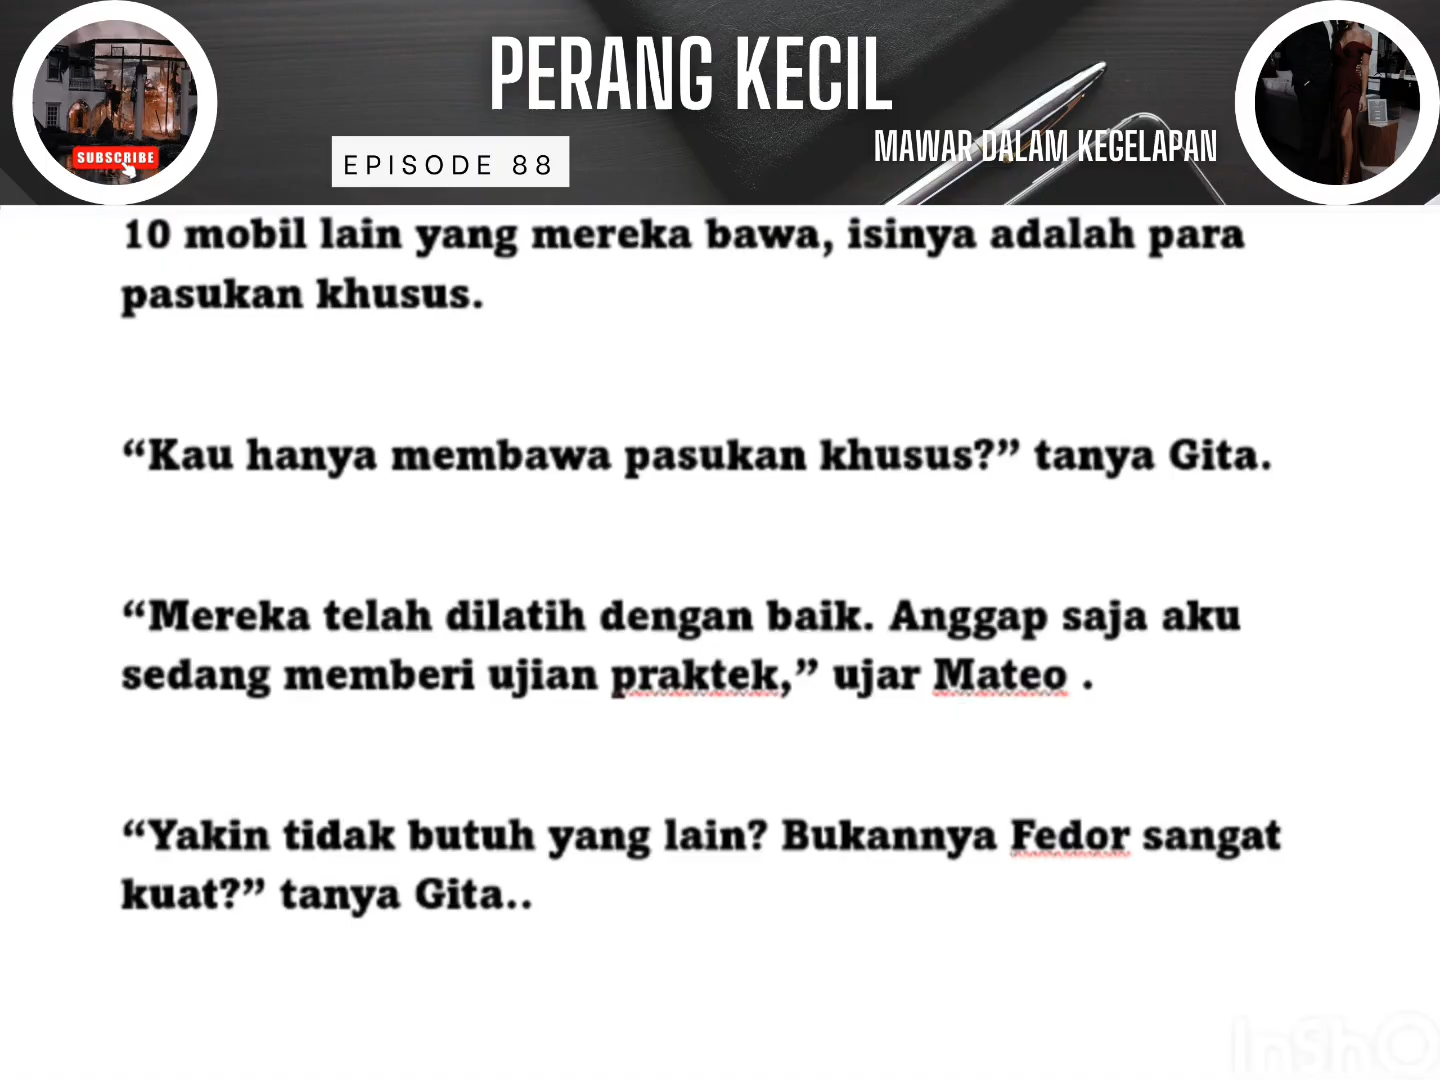 PERANG KECIL
MAWAR DALAM KEGELAPAN
EPISODE 88
SUBSCRIBE
10 mobil lain yang mereka bawa, isinya adalah para
pasukan khusus.
“Kau hanya membawa pasukan khusus?” tanya Gita.
“Mereka telah dilatih dengan baik. Anggap saja aku
sedang memberi ujian praktek,” ujar Mateo .
“Yakin tidak butuh yang lain? Bukannya Fedor sangat
kuat?” tanya Gita..
InShO